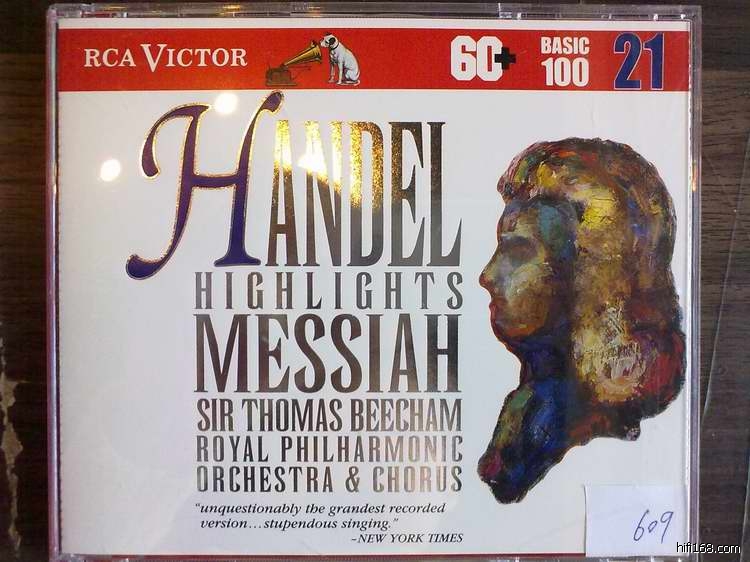 RCA VICTOR
60+
BASIC
100
21
HANDEL
HIGHLIGHTS
MESSIAH
SIR THOMAS BEECHAM
ROYAL PHILHARMONIC
ORCHESTRA & CHORUS
"unquestionably the grandest recorded
version...stupendous singing."
–NEW YORK TIMES
609
hifi168.com